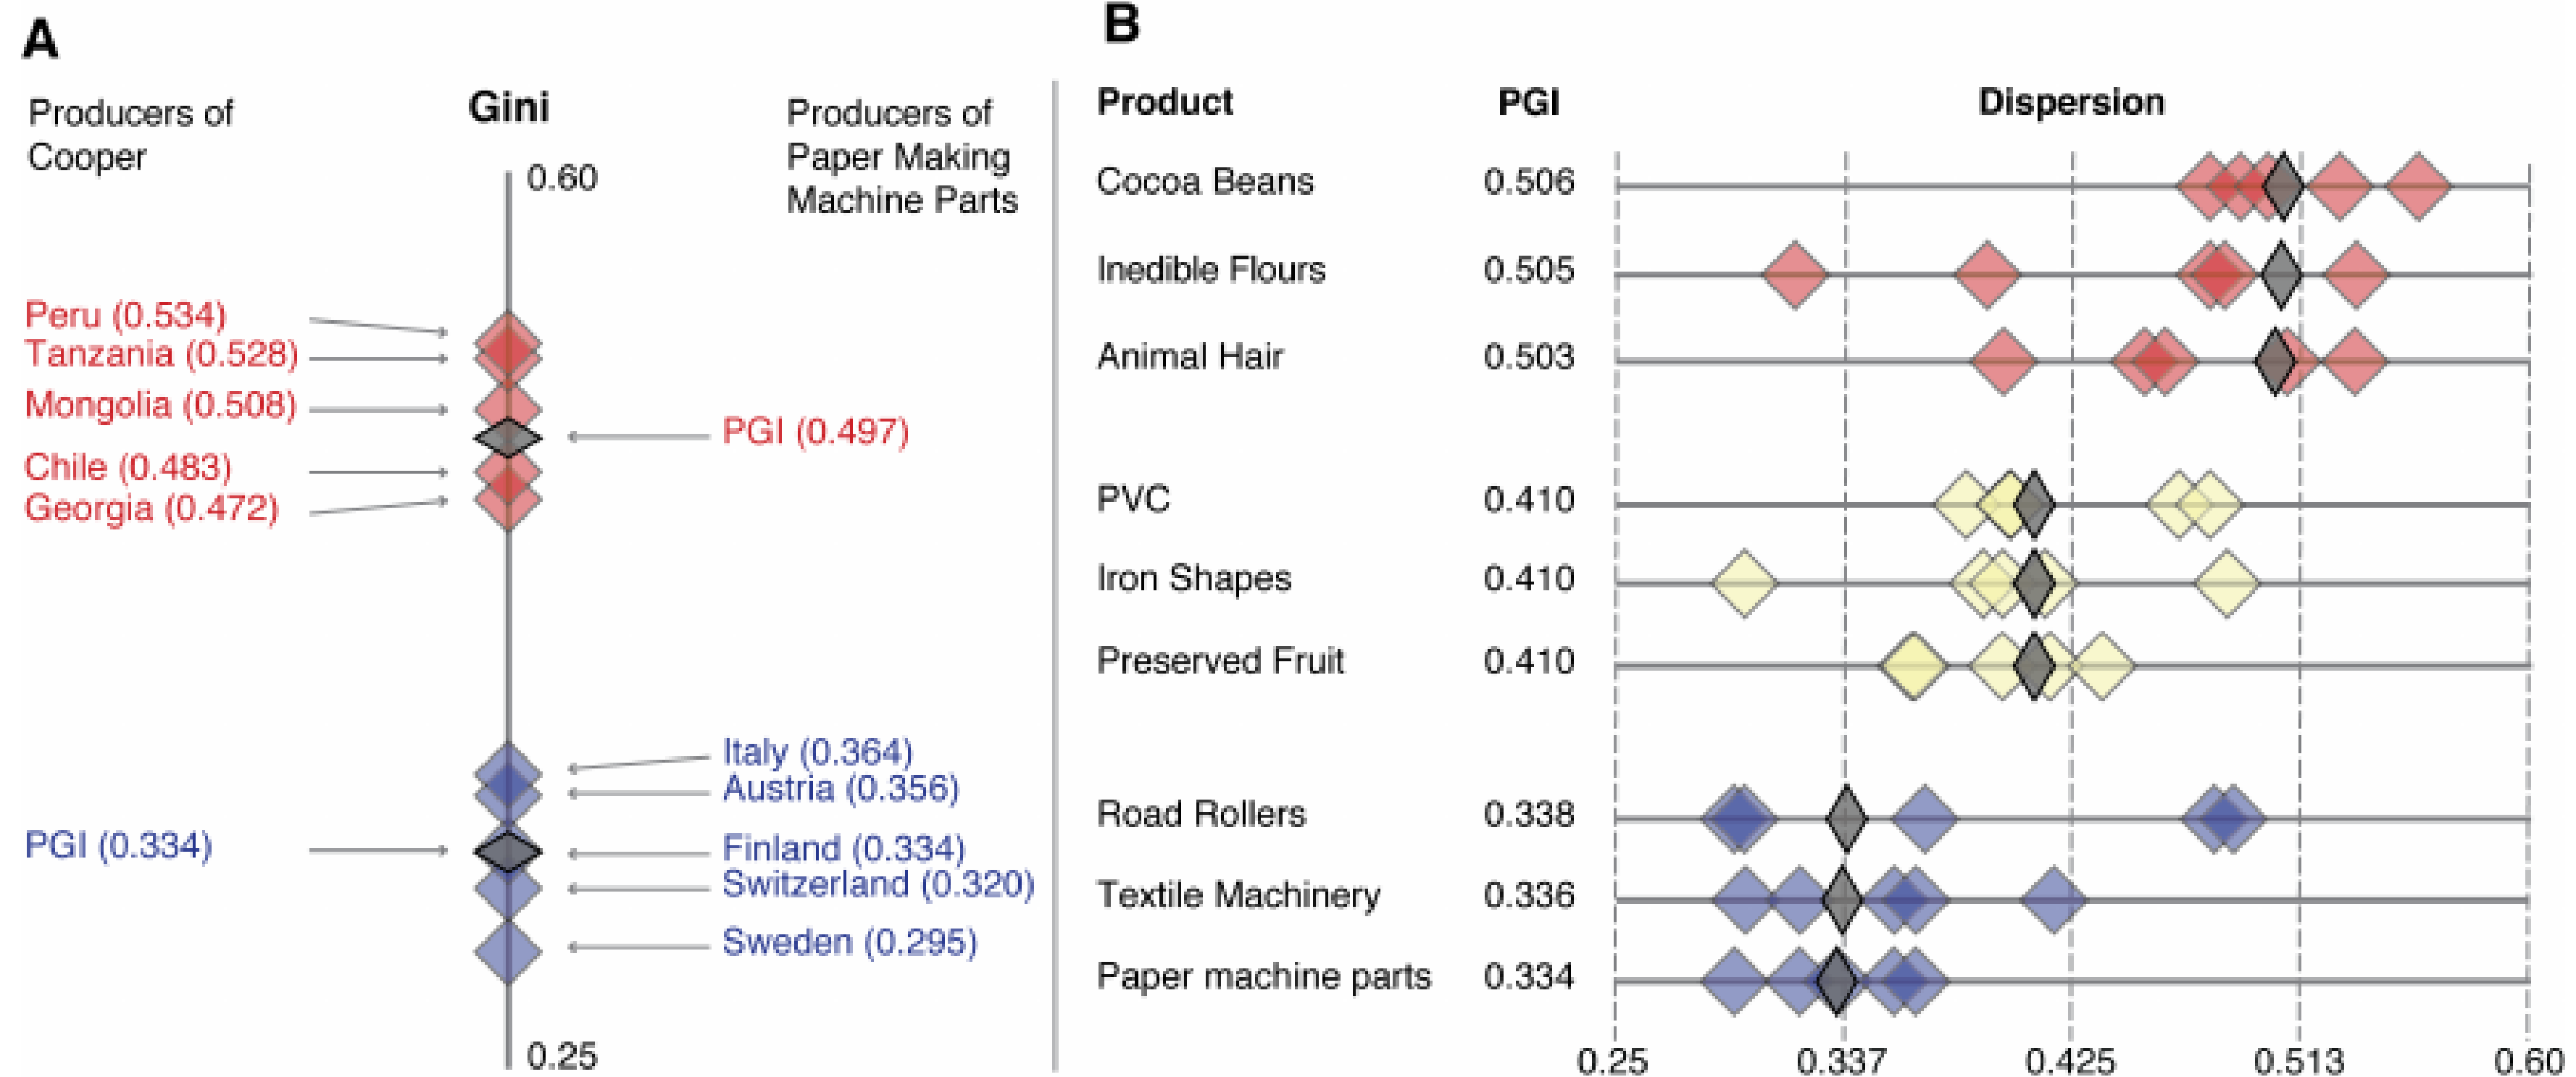 A
Producers of
Cooper
Gini
Producers of
Paper Making
Machine Parts
0.60
Peru (0.534)
Tanzania (0.528)
Mongolia (0.508)
PGI (0.497)
Chile (0.483)
Georgia (0.472)
Italy (0.364)
Austria (0.356)
PGI (0.334)
Finland (0.334)
Switzerland (0.320)
Sweden (0.295)
0.25
B
Product PGI Dispersion
Cocoa Beans 0.506
Inedible Flours 0.505
Animal Hair 0.503
PVC 0.410
Iron Shapes 0.410
Preserved Fruit 0.410
Road Rollers 0.338
Textile Machinery 0.336
Paper machine parts 0.334
0.25 0.337 0.425 0.513 0.60